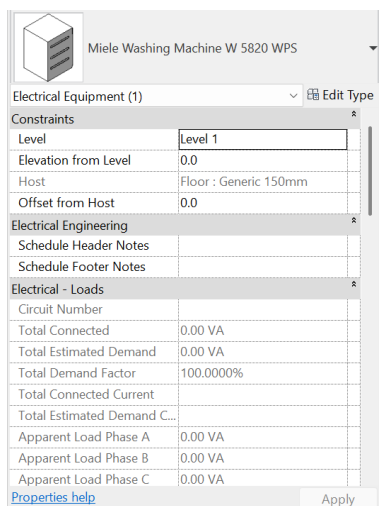 Miele Washing Machine W 5820 WPS
Electrical Equipment (1) Edit Type
Constraints
Level Level 1
Elevation from Level 0.0
Host Floor : Generic 150mm
Offset from Host 0.0
Electrical Engineering
Schedule Header Notes
Schedule Footer Notes
Electrical - Loads
Circuit Number
Total Connected 0.00 VA
Total Estimated Demand 0.00 VA
Total Demand Factor 100.0000%
Total Connected Current
Total Estimated Demand C...
Apparent Load Phase A 0.00 VA
Apparent Load Phase B 0.00 VA
Apparent Load Phase C 0.00 VA
Properties help Apply